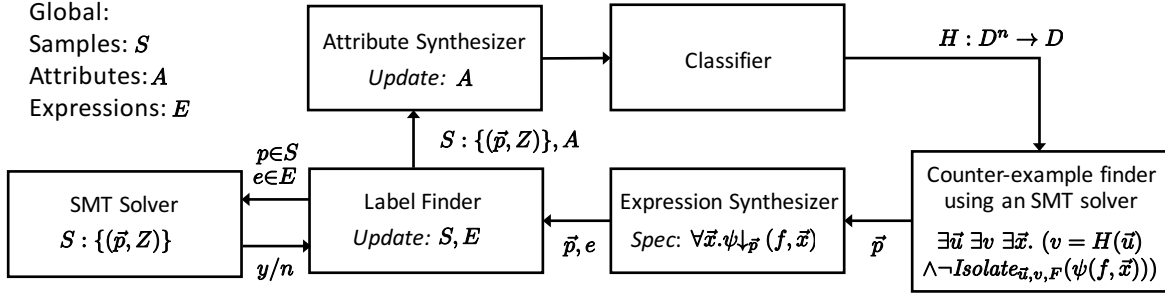 Global:
Samples: S
Attributes: A
Expressions: E
Attribute Synthesizer
Update: A
Classifier
H : Dⁿ → D
S : {(p⃗, Z)}, A
p∈S
e∈E
SMT Solver
S : {(p⃗, Z)}
y/n
Label Finder
Update: S, E
p⃗, e
Expression Synthesizer
Spec: ∀x⃗.ψ↓p⃗ (f, x⃗)
p⃗
Counter-example finder
using an SMT solver
∃u⃗ ∃v ∃x⃗. (v = H(u⃗)
∧¬Isolate_{u⃗,v,F}(ψ(f, x⃗)))